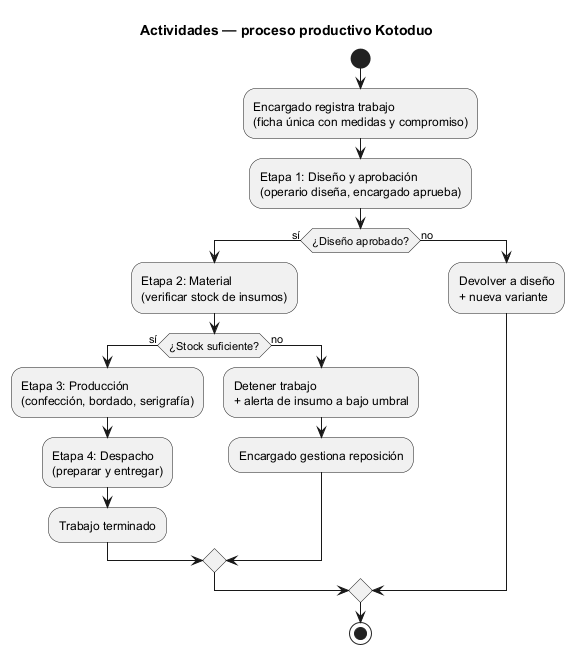 Actividades — proceso productivo Kotoduo
Encargado registra trabajo
(ficha única con medidas y compromiso)
Etapa 1: Diseño y aprobación
(operario diseña, encargado aprueba)
sí
¿Diseño aprobado?
no
Etapa 2: Material
(verificar stock de insumos)
Devolver a diseño
+ nueva variante
sí
¿Stock suficiente?
no
Etapa 3: Producción
(confección, bordado, serigrafía)
Detener trabajo
+ alerta de insumo a bajo umbral
Etapa 4: Despacho
(preparar y entregar)
Encargado gestiona reposición
Trabajo terminado